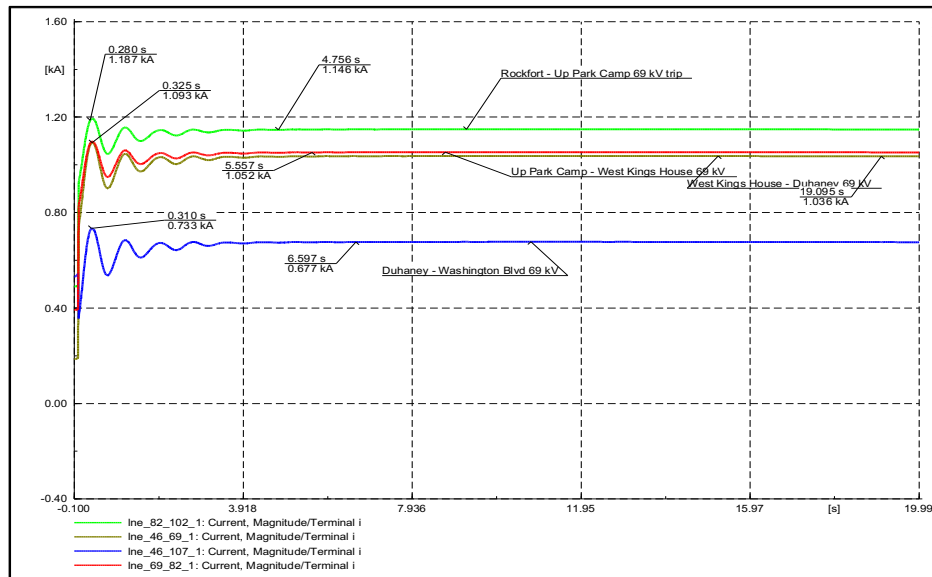 1.60
[kA]
0.280 s
1.187 kA
0.325 s
1.093 kA
4.756 s
1.146 kA
Rockfort - Up Park Camp 69 kV trip
1.20
5.557 s
1.052 kA
Up Park Camp - West Kings House 69 kV
West Kings House - Duhaney 69 kV
19.095 s
1.036 kA
0.80
0.310 s
0.733 kA
6.597 s
0.677 kA
Duhaney - Washington Blvd 69 kV
0.40
0.00
-0.40
-0.100
3.918
7.936
11.95
15.97
[s]
19.99
lne_82_102_1: Current, Magnitude/Terminal i
lne_46_69_1: Current, Magnitude/Terminal i
lne_46_107_1: Current, Magnitude/Terminal i
lne_69_82_1: Current, Magnitude/Terminal i